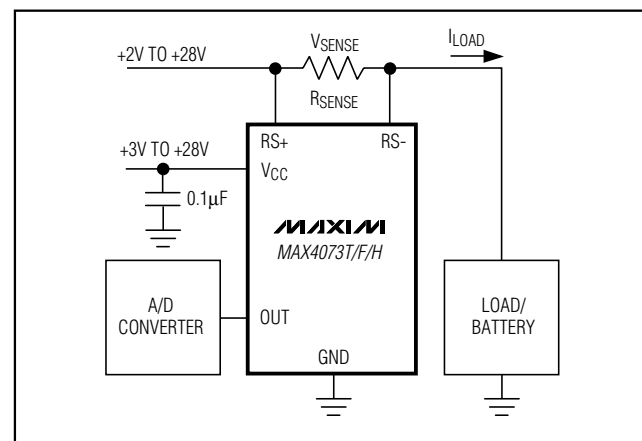 +2V TO +28V
VSENSE
ILOAD
RSENSE
RS+
RS-
+3V TO +28V
VCC
0.1µF
MAXIM
MAX4073T/F/H
A/D
CONVERTER
OUT
LOAD/
BATTERY
GND